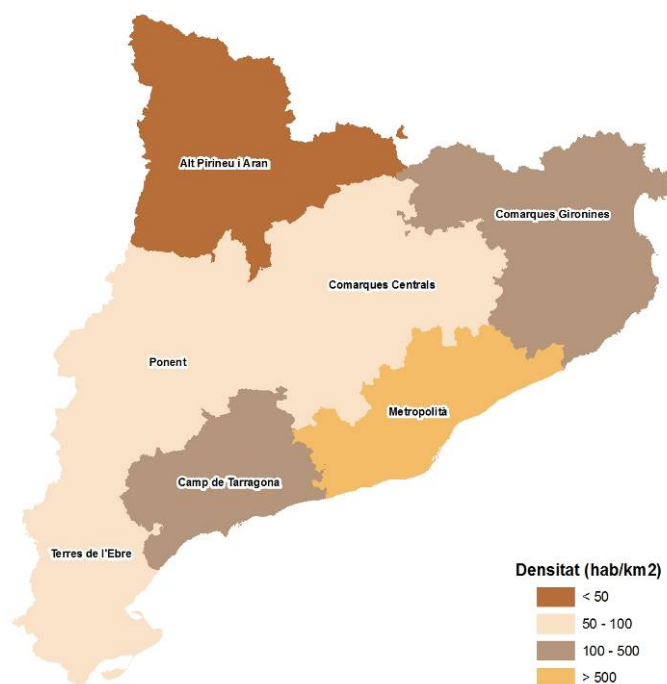 Alt Pirineu i Aran
Comarques Gironines
Comarques Centrals
Ponent
Metropolità
Camp de Tarragona
Terres de l'Ebre
Densitat (hab/km2)
< 50
50 - 100
100 - 500
> 500